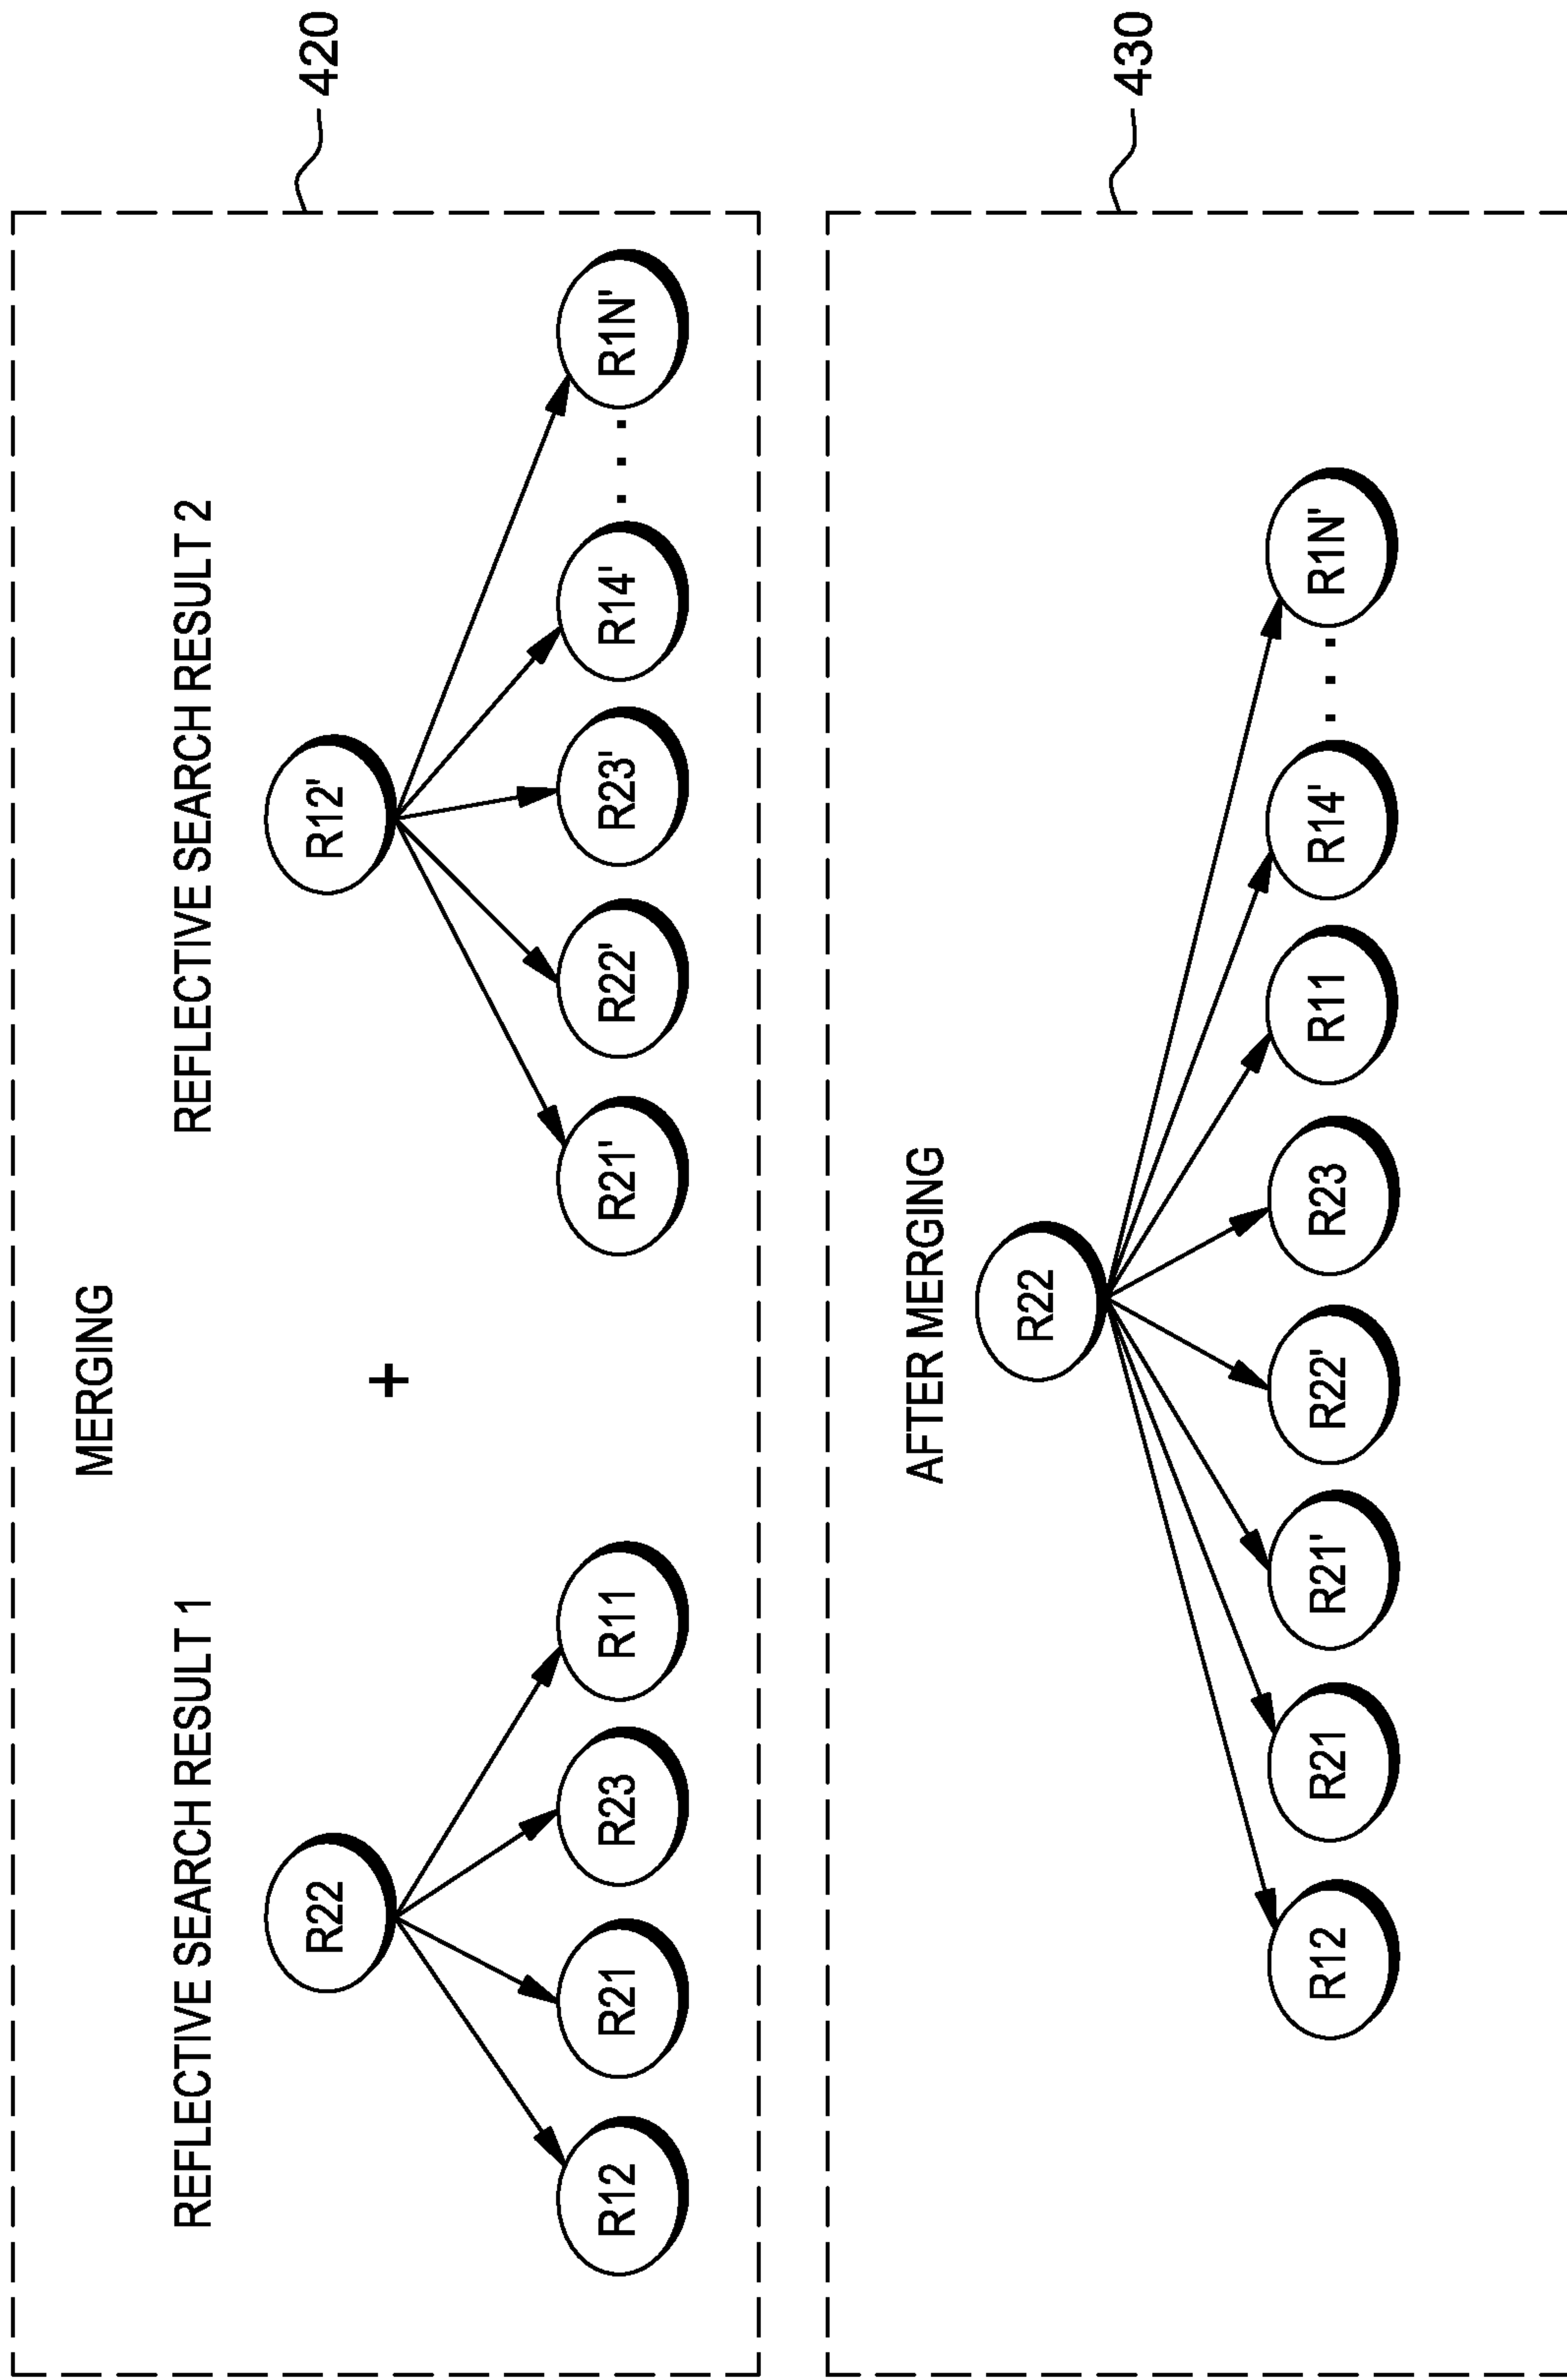 MERGING
420
REFLECTIVE SEARCH RESULT 1
REFLECTIVE SEARCH RESULT 2
R22
+
R12'
R12
R21
R23
R11
R21'
R22'
R23'
R14'
. . .
R1N'
AFTER MERGING
430
R22
R12
R21
R21'
R22'
R23
R11
R14'
. . .
R1N'